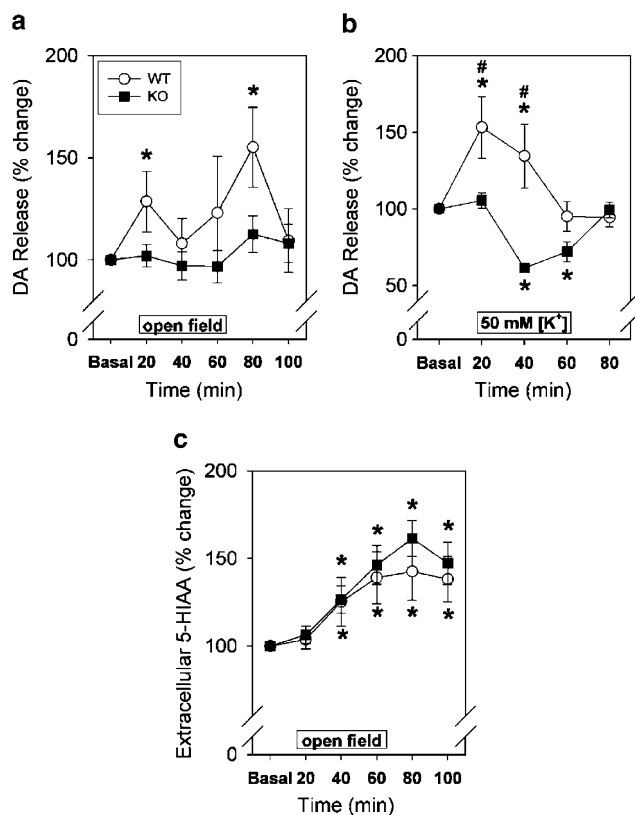 a
200
WT
KO
*
*
150
100
0
DA Release (% change)
open field
Basal 20 40 60 80 100
Time (min)
b
200
#
*
#
*
150
100
50
*
*
0
DA Release (% change)
50 mM [K+]
Basal 20 40 60 80
Time (min)
c
200
*
*
*
*
150
*
*
*
*
100
0
Extracellular 5-HIAA (% change)
open field
Basal 20 40 60 80 100
Time (min)